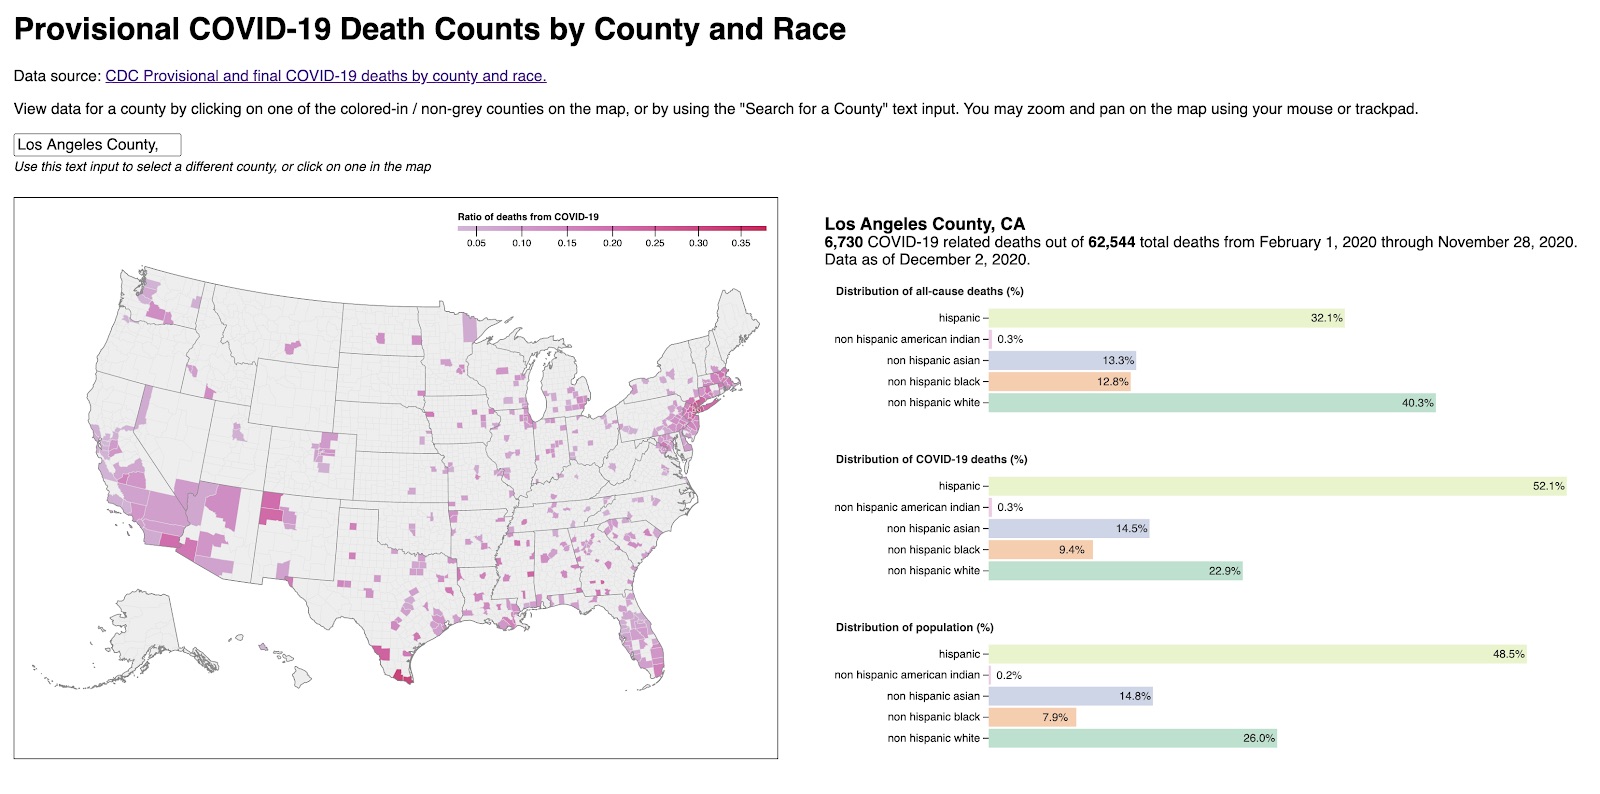 Provisional COVID-19 Death Counts by County and Race
Data source: CDC Provisional and final COVID-19 deaths by county and race.
View data for a county by clicking on one of the colored-in / non-grey counties on the map, or by using the "Search for a County" text input. You may zoom and pan on the map using your mouse or trackpad.
Los Angeles County,
Use this text input to select a different county, or click on one in the map
Ratio of deaths from COVID-19
0.05 0.10 0.15 0.20 0.25 0.30 0.35
Los Angeles County, CA
6,730 COVID-19 related deaths out of 62,544 total deaths from February 1, 2020 through November 28, 2020.
Data as of December 2, 2020.
Distribution of all-cause deaths (%)
hispanic 32.1%
non hispanic american indian 0.3%
non hispanic asian 13.3%
non hispanic black 12.8%
non hispanic white 40.3%
Distribution of COVID-19 deaths (%)
hispanic 52.1%
non hispanic american indian 0.3%
non hispanic asian 14.5%
non hispanic black 9.4%
non hispanic white 22.9%
Distribution of population (%)
hispanic 48.5%
non hispanic american indian 0.2%
non hispanic asian 14.8%
non hispanic black 7.9%
non hispanic white 26.0%